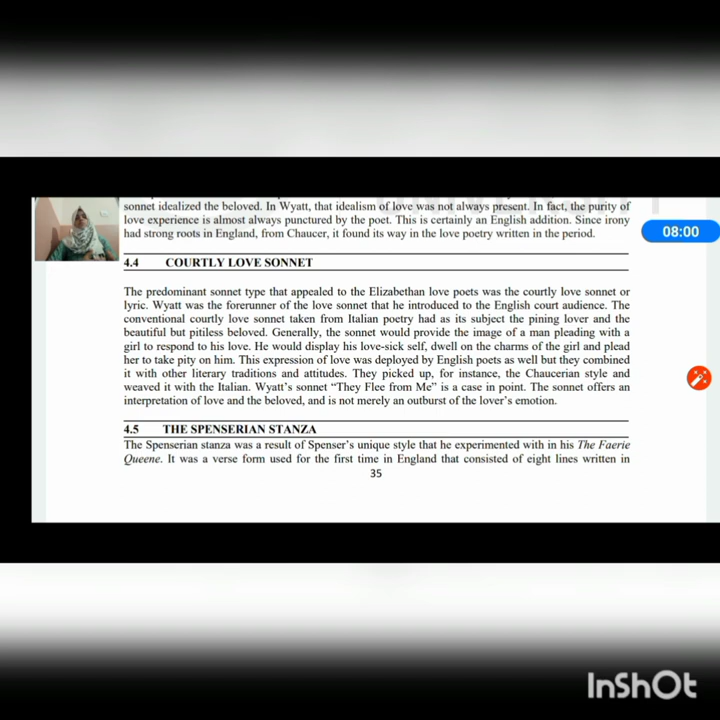 sonnet idealized the beloved. In Wyatt, that idealism of love was not always present. In fact, the purity of
love experience is almost always punctured by the poet. This is certainly an English addition. Since irony
had strong roots in England, from Chaucer, it found its way in the love poetry written in the period.
08:00
4.4 COURTLY LOVE SONNET
The predominant sonnet type that appealed to the Elizabethan love poets was the courtly love sonnet or
lyric. Wyatt was the forerunner of the love sonnet that he introduced to the English court audience. The
conventional courtly love sonnet taken from Italian poetry had as its subject the pining lover and the
beautiful but pitiless beloved. Generally, the sonnet would provide the image of a man pleading with a
girl to respond to his love. He would display his love-sick self, dwell on the charms of the girl and plead
her to take pity on him. This expression of love was deployed by English poets as well but they combined
it with other literary traditions and attitudes. They picked up, for instance, the Chaucerian style and
weaved it with the Italian. Wyatt's sonnet “They Flee from Me” is a case in point. The sonnet offers an
interpretation of love and the beloved, and is not merely an outburst of the lover's emotion.
4.5 THE SPENSERIAN STANZA
The Spenserian stanza was a result of Spenser's unique style that he experimented with in his The Faerie
Queene. It was a verse form used for the first time in England that consisted of eight lines written in
35
InShOt